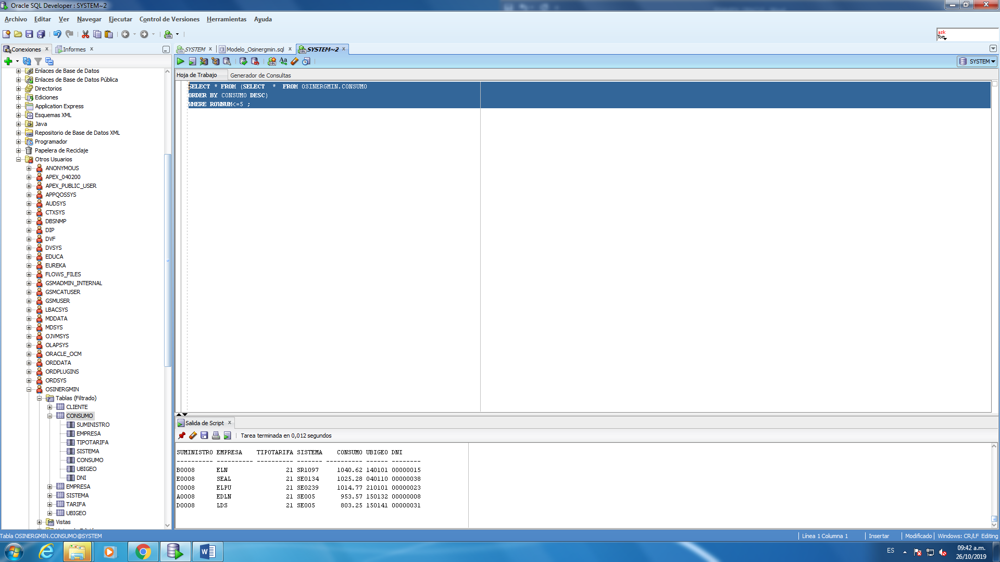 Oracle SQL Developer : SYSTEM~2
Archivo Editar Ver Navegar Ejecutar Control de Versiones Herramientas Ayuda
SQL
ask
Tom
Conexiones Informes
SYSTEM Modelo_Osinergmin.sql SYSTEM~2
SYSTEM
Hoja de Trabajo Generador de Consultas
SELECT * FROM (SELECT  *  FROM OSINERGMIN.CONSUMO
ORDER BY CONSUMO DESC)
WHERE ROWNUM<=5 ;
Enlaces de Base de Datos
Enlaces de Base de Datos Pública
Directorios
Ediciones
Application Express
Esquemas XML
Java
Repositorio de Base de Datos XML
Programador
Papelera de Reciclaje
Otros Usuarios
ANONYMOUS
APEX_040200
APEX_PUBLIC_USER
APPQOSSYS
AUDSYS
CTXSYS
DBSNMP
DIP
DVF
DVSYS
EDUCA
EUREKA
FLOWS_FILES
GSMADMIN_INTERNAL
GSMCATUSER
GSMUSER
LBACSYS
MDDATA
MDSYS
OJVMSYS
OLAPSYS
ORACLE_OCM
ORDDATA
ORDPLUGINS
ORDSYS
OSINERGMIN
Tablas (Filtrado)
CLIENTE
CONSUMO
SUMINISTRO
EMPRESA
TIPOTARIFA
SISTEMA
CONSUMO
UBIGEO
DNI
EMPRESA
SISTEMA
TARIFA
UBIGEO
Vistas
Salida de Script
Tarea terminada en 0,012 segundos
SUMINISTRO EMPRESA    TIPOTARIFA SISTEMA    CONSUMO UBIGEO DNI
---------- ---------- ---------- ------- ---------- ------ --------
B0008      ELN                21 SR1097     1040.62 140101 00000015
E0008      SEAL               21 SE0134     1025.28 040110 00000038
C0008      ELPU               21 SE0239     1014.77 210101 00000023
A0008      EDLN               21 SE005       953.57 150132 00000008
D0008      LDS                21 SE005       803.25 150141 00000031
Tabla OSINERGMIN.CONSUMO@SYSTEM
Línea 1 Columna 1 Insertar Modificado Windows: CR/LF Editing
ES
09:42 a.m.
26/10/2019